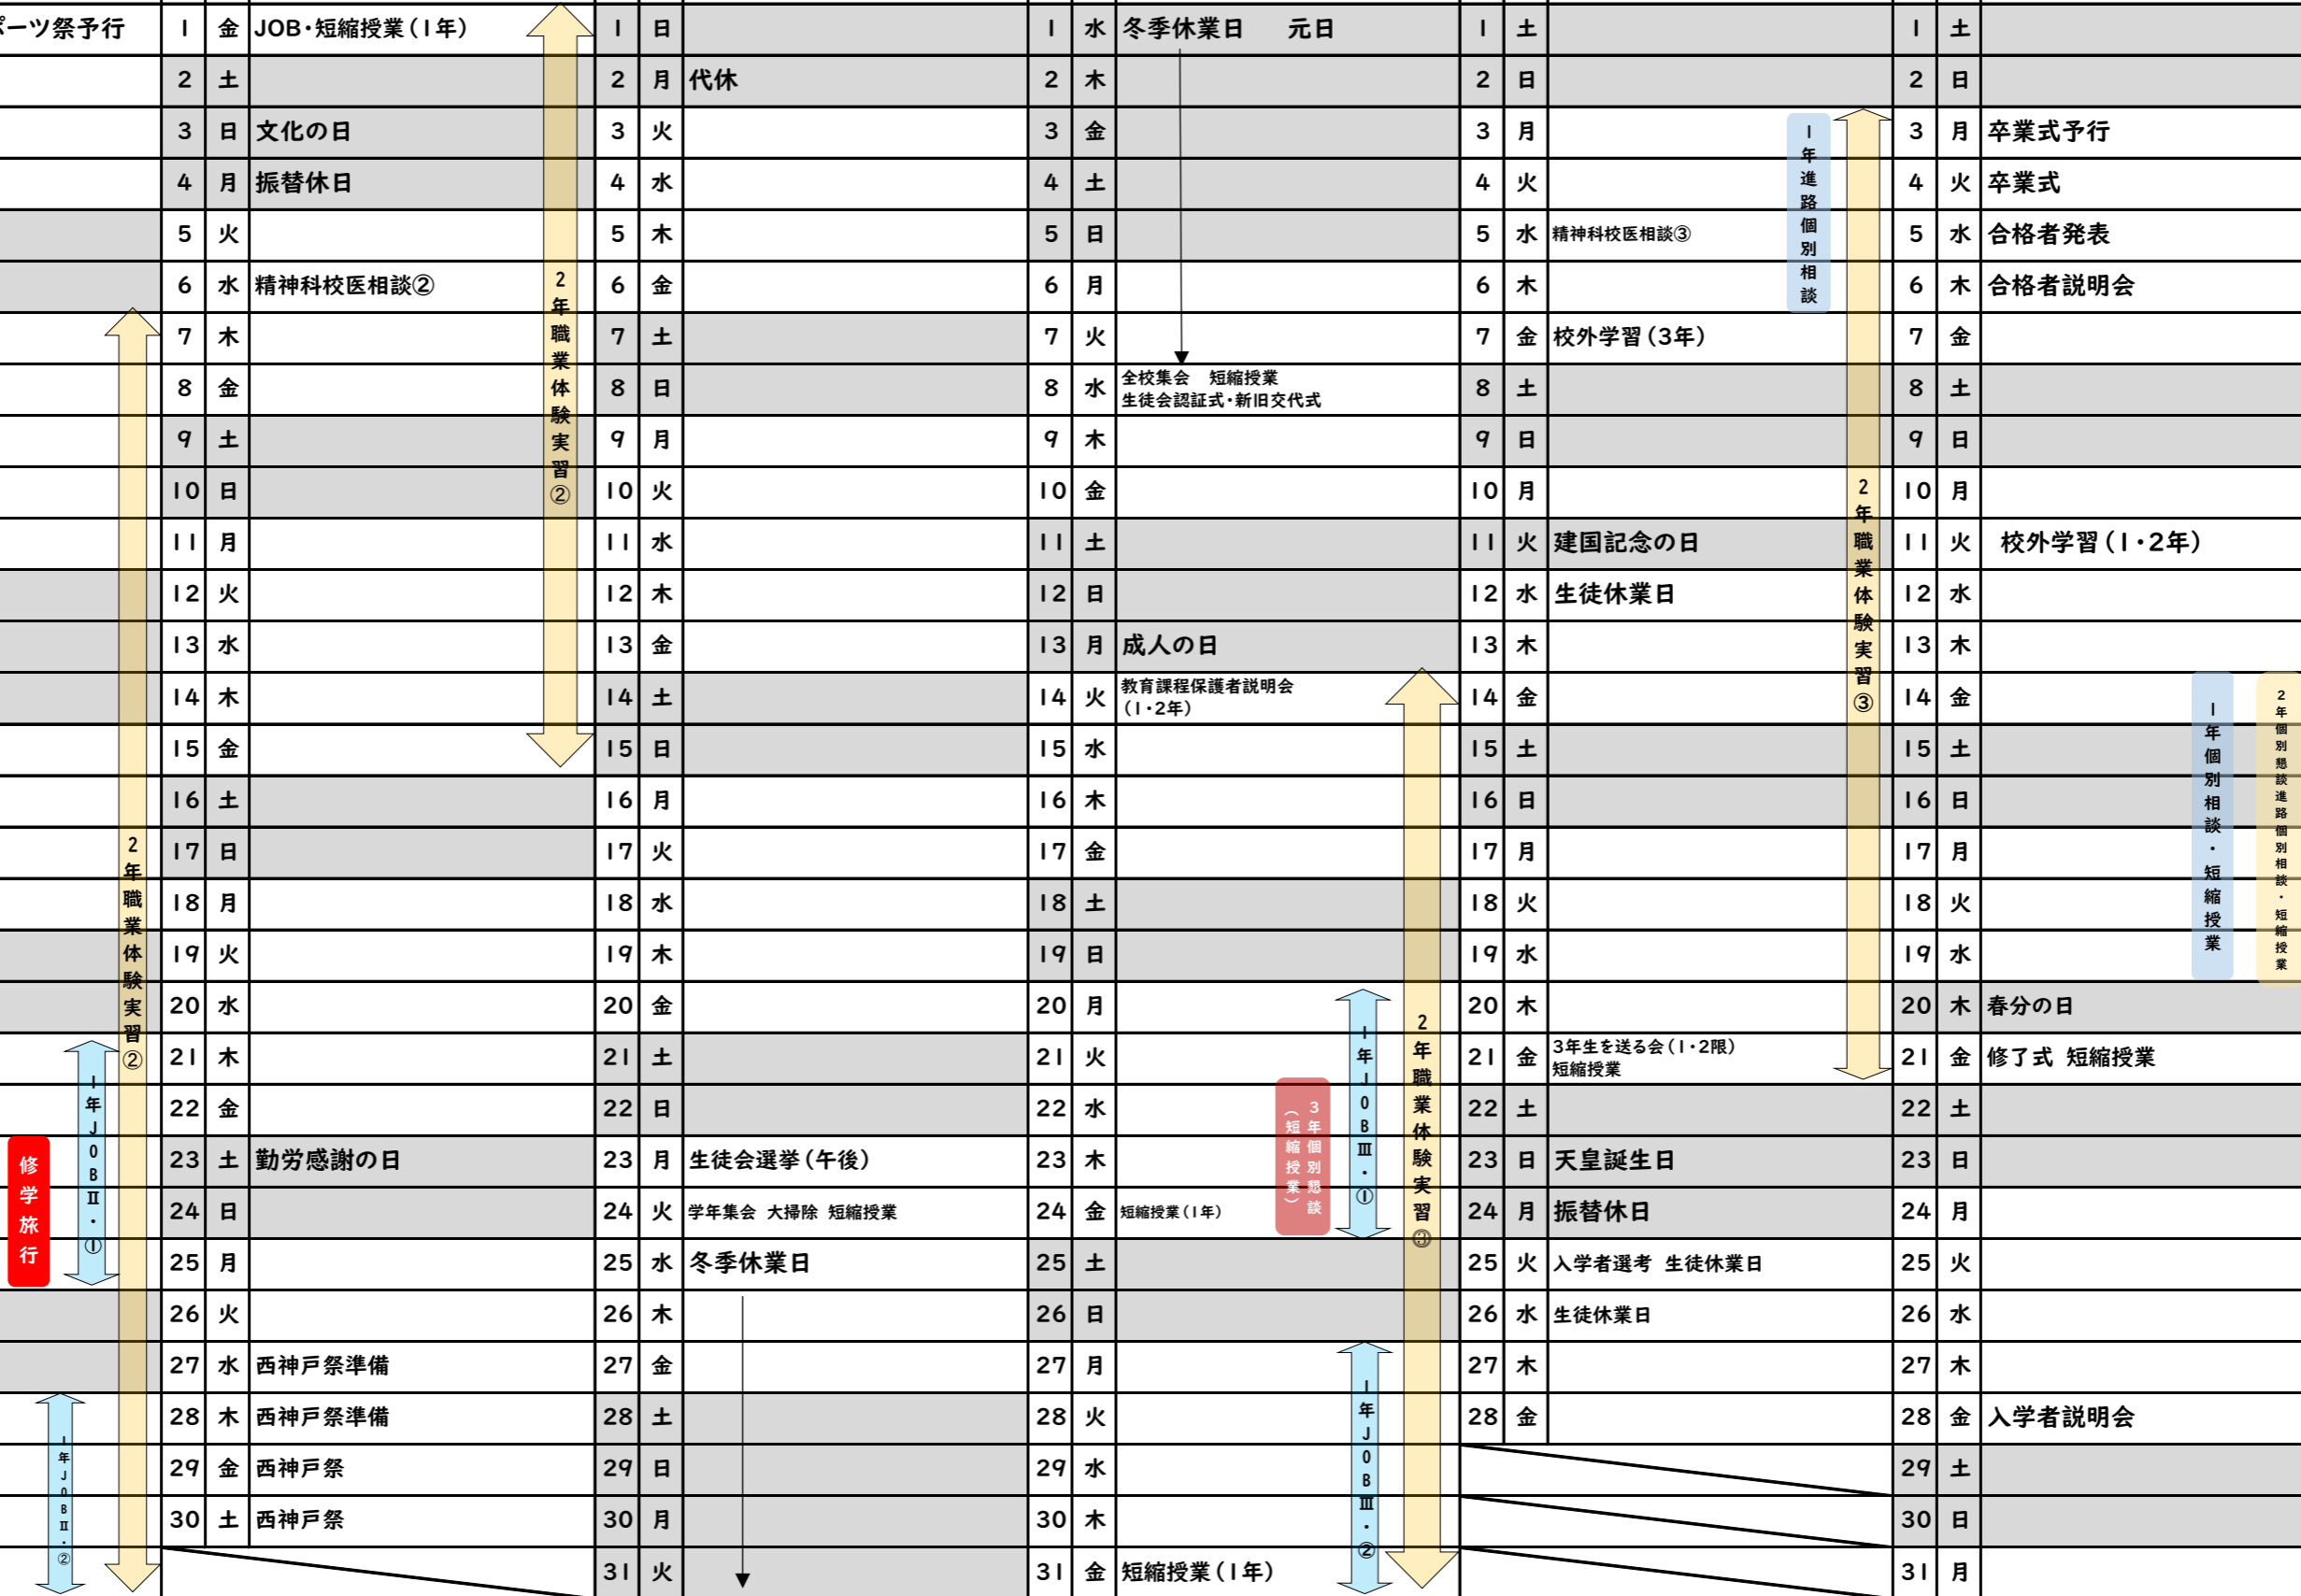 ポーツ祭予行
2年職業体験実習②
1年JOBⅡ・①
修学旅行
1年JOBⅡ・②
1 金 JOB・短縮授業(1年)
2 土
3 日 文化の日
4 月 振替休日
5 火
6 水 精神科校医相談②
7 木
8 金
9 土
10 日
11 月
12 火
13 水
14 木
15 金
16 土
17 日
18 月
19 火
20 水
21 木
22 金
23 土 勤労感謝の日
24 日
25 月
26 火
27 水 西神戸祭準備
28 木 西神戸祭準備
29 金 西神戸祭
30 土 西神戸祭
2年職業体験実習②
1 日
2 月 代休
3 火
4 水
5 木
6 金
7 土
8 日
9 月
10 火
11 水
12 木
13 金
14 土
15 日
16 月
17 火
18 水
19 木
20 金
21 土
22 日
23 月 生徒会選挙(午後)
24 火 学年集会 大掃除 短縮授業
25 水 冬季休業日
26 木
27 金
28 土
29 日
30 月
31 火
1 水 冬季休業日 元日
2 木
3 金
4 土
5 日
6 月
7 火
8 水 全校集会 短縮授業
生徒会認証式・新旧交代式
9 木
10 金
11 土
12 日
13 月 成人の日
14 火 教育課程保護者説明会
(1・2年)
15 水
16 木
17 金
18 土
19 日
20 月
21 火
22 水
23 木
24 金 短縮授業(1年)
25 土
26 日
27 月
28 火
29 水
30 木
31 金 短縮授業(1年)
3年個別懇談
(短縮授業)
1年JOBⅢ・①
2年職業体験実習③
1年JOBⅢ・②
1 土
2 日
3 月
4 火
5 水 精神科校医相談③
6 木
7 金 校外学習(3年)
8 土
9 日
10 月
11 火 建国記念の日
12 水 生徒休業日
13 木
14 金
15 土
16 日
17 月
18 火
19 水
20 木
21 金 3年生を送る会(1・2限)
短縮授業
22 土
23 日 天皇誕生日
24 月 振替休日
25 火 入学者選考 生徒休業日
26 水 生徒休業日
27 木
28 金
1年進路個別相談
2年職業体験実習③
1 土
2 日
3 月 卒業式予行
4 火 卒業式
5 水 合格者発表
6 木 合格者説明会
7 金
8 土
9 日
10 月
11 火 校外学習(1・2年)
12 水
13 木
14 金
15 土
16 日
17 月
18 火
19 水
20 木 春分の日
21 金 修了式 短縮授業
22 土
23 日
24 月
25 火
26 水
27 木
28 金 入学者説明会
29 土
30 日
31 月
1年個別相談・短縮授業
2年個別懇談進路個別相談・短縮授業